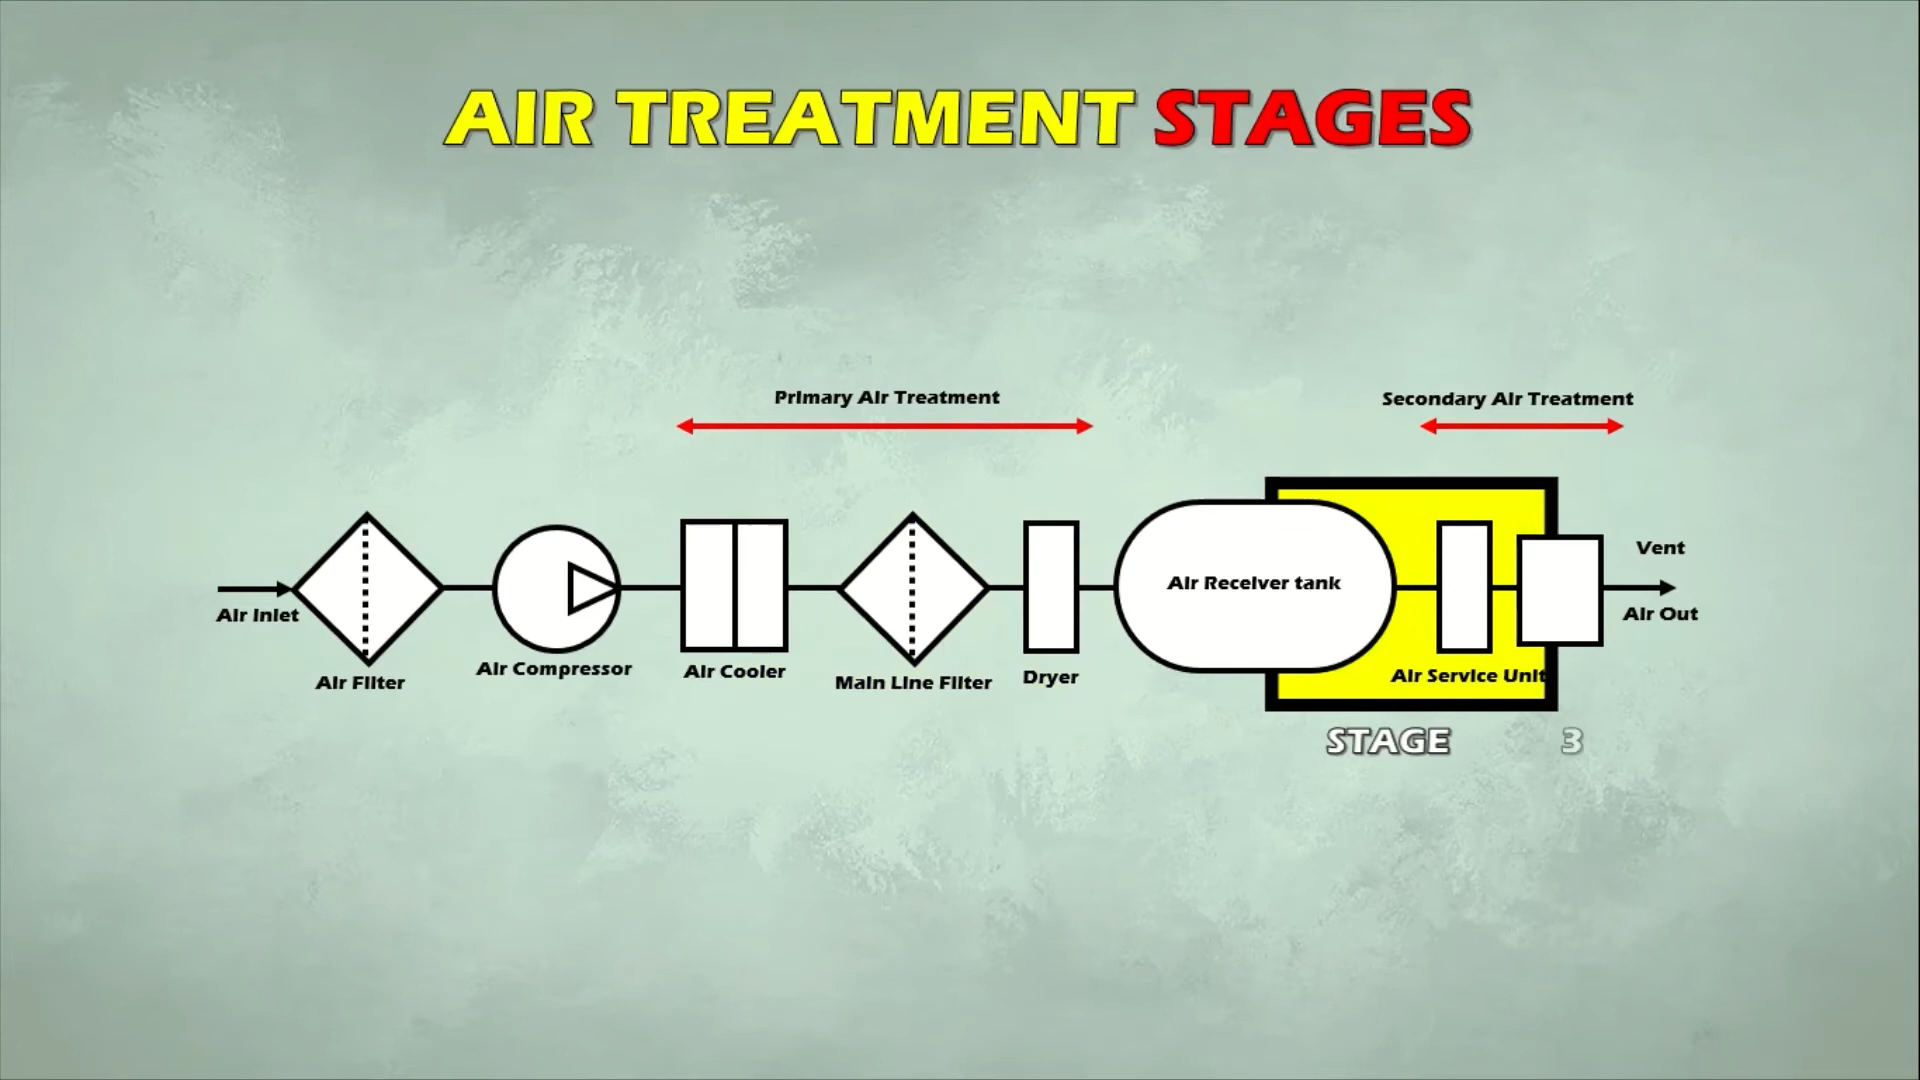 AIR TREATMENT STAGES
Primary Air Treatment
Secondary Air Treatment
Vent
Air Receiver tank
Air Inlet
Air Out
Air Filter
Air Compressor
Air Cooler
Main Line Filter
Dryer
Air Service Unit
STAGE 3